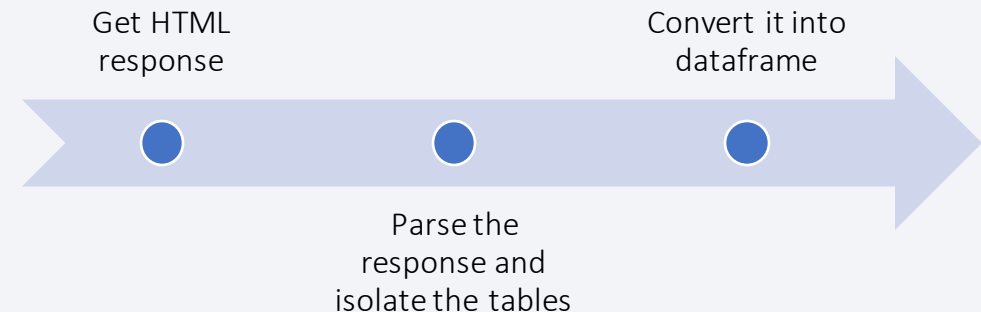 Get HTML
response
Parse the
response and
isolate the tables
Convert it into
dataframe